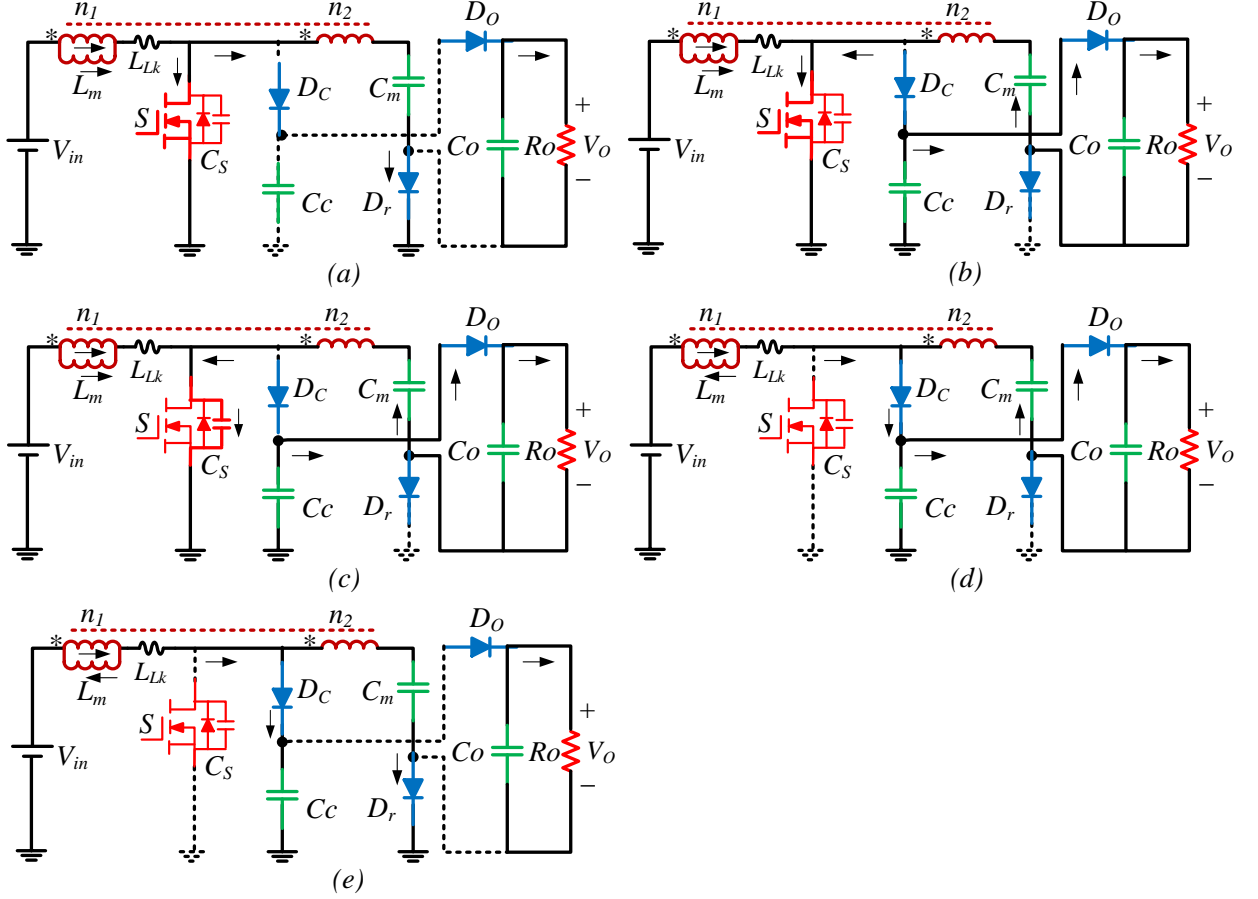 n1 n2 DO
* *
Lm LLk DC Cm +
S Vin CS Cc Dr Co Ro VO
−
(a)
n1 n2 DO
* *
Lm LLk DC Cm +
S Vin CS Cc Dr Co Ro VO
−
(b)
n1 n2 DO
* *
Lm LLk DC Cm +
S Vin CS Cc Dr Co Ro VO
−
(c)
n1 n2 DO
* *
Lm LLk DC Cm +
S Vin CS Cc Dr Co Ro VO
−
(d)
n1 n2 DO
* *
Lm LLk DC Cm +
S Vin CS Cc Dr Co Ro VO
−
(e)